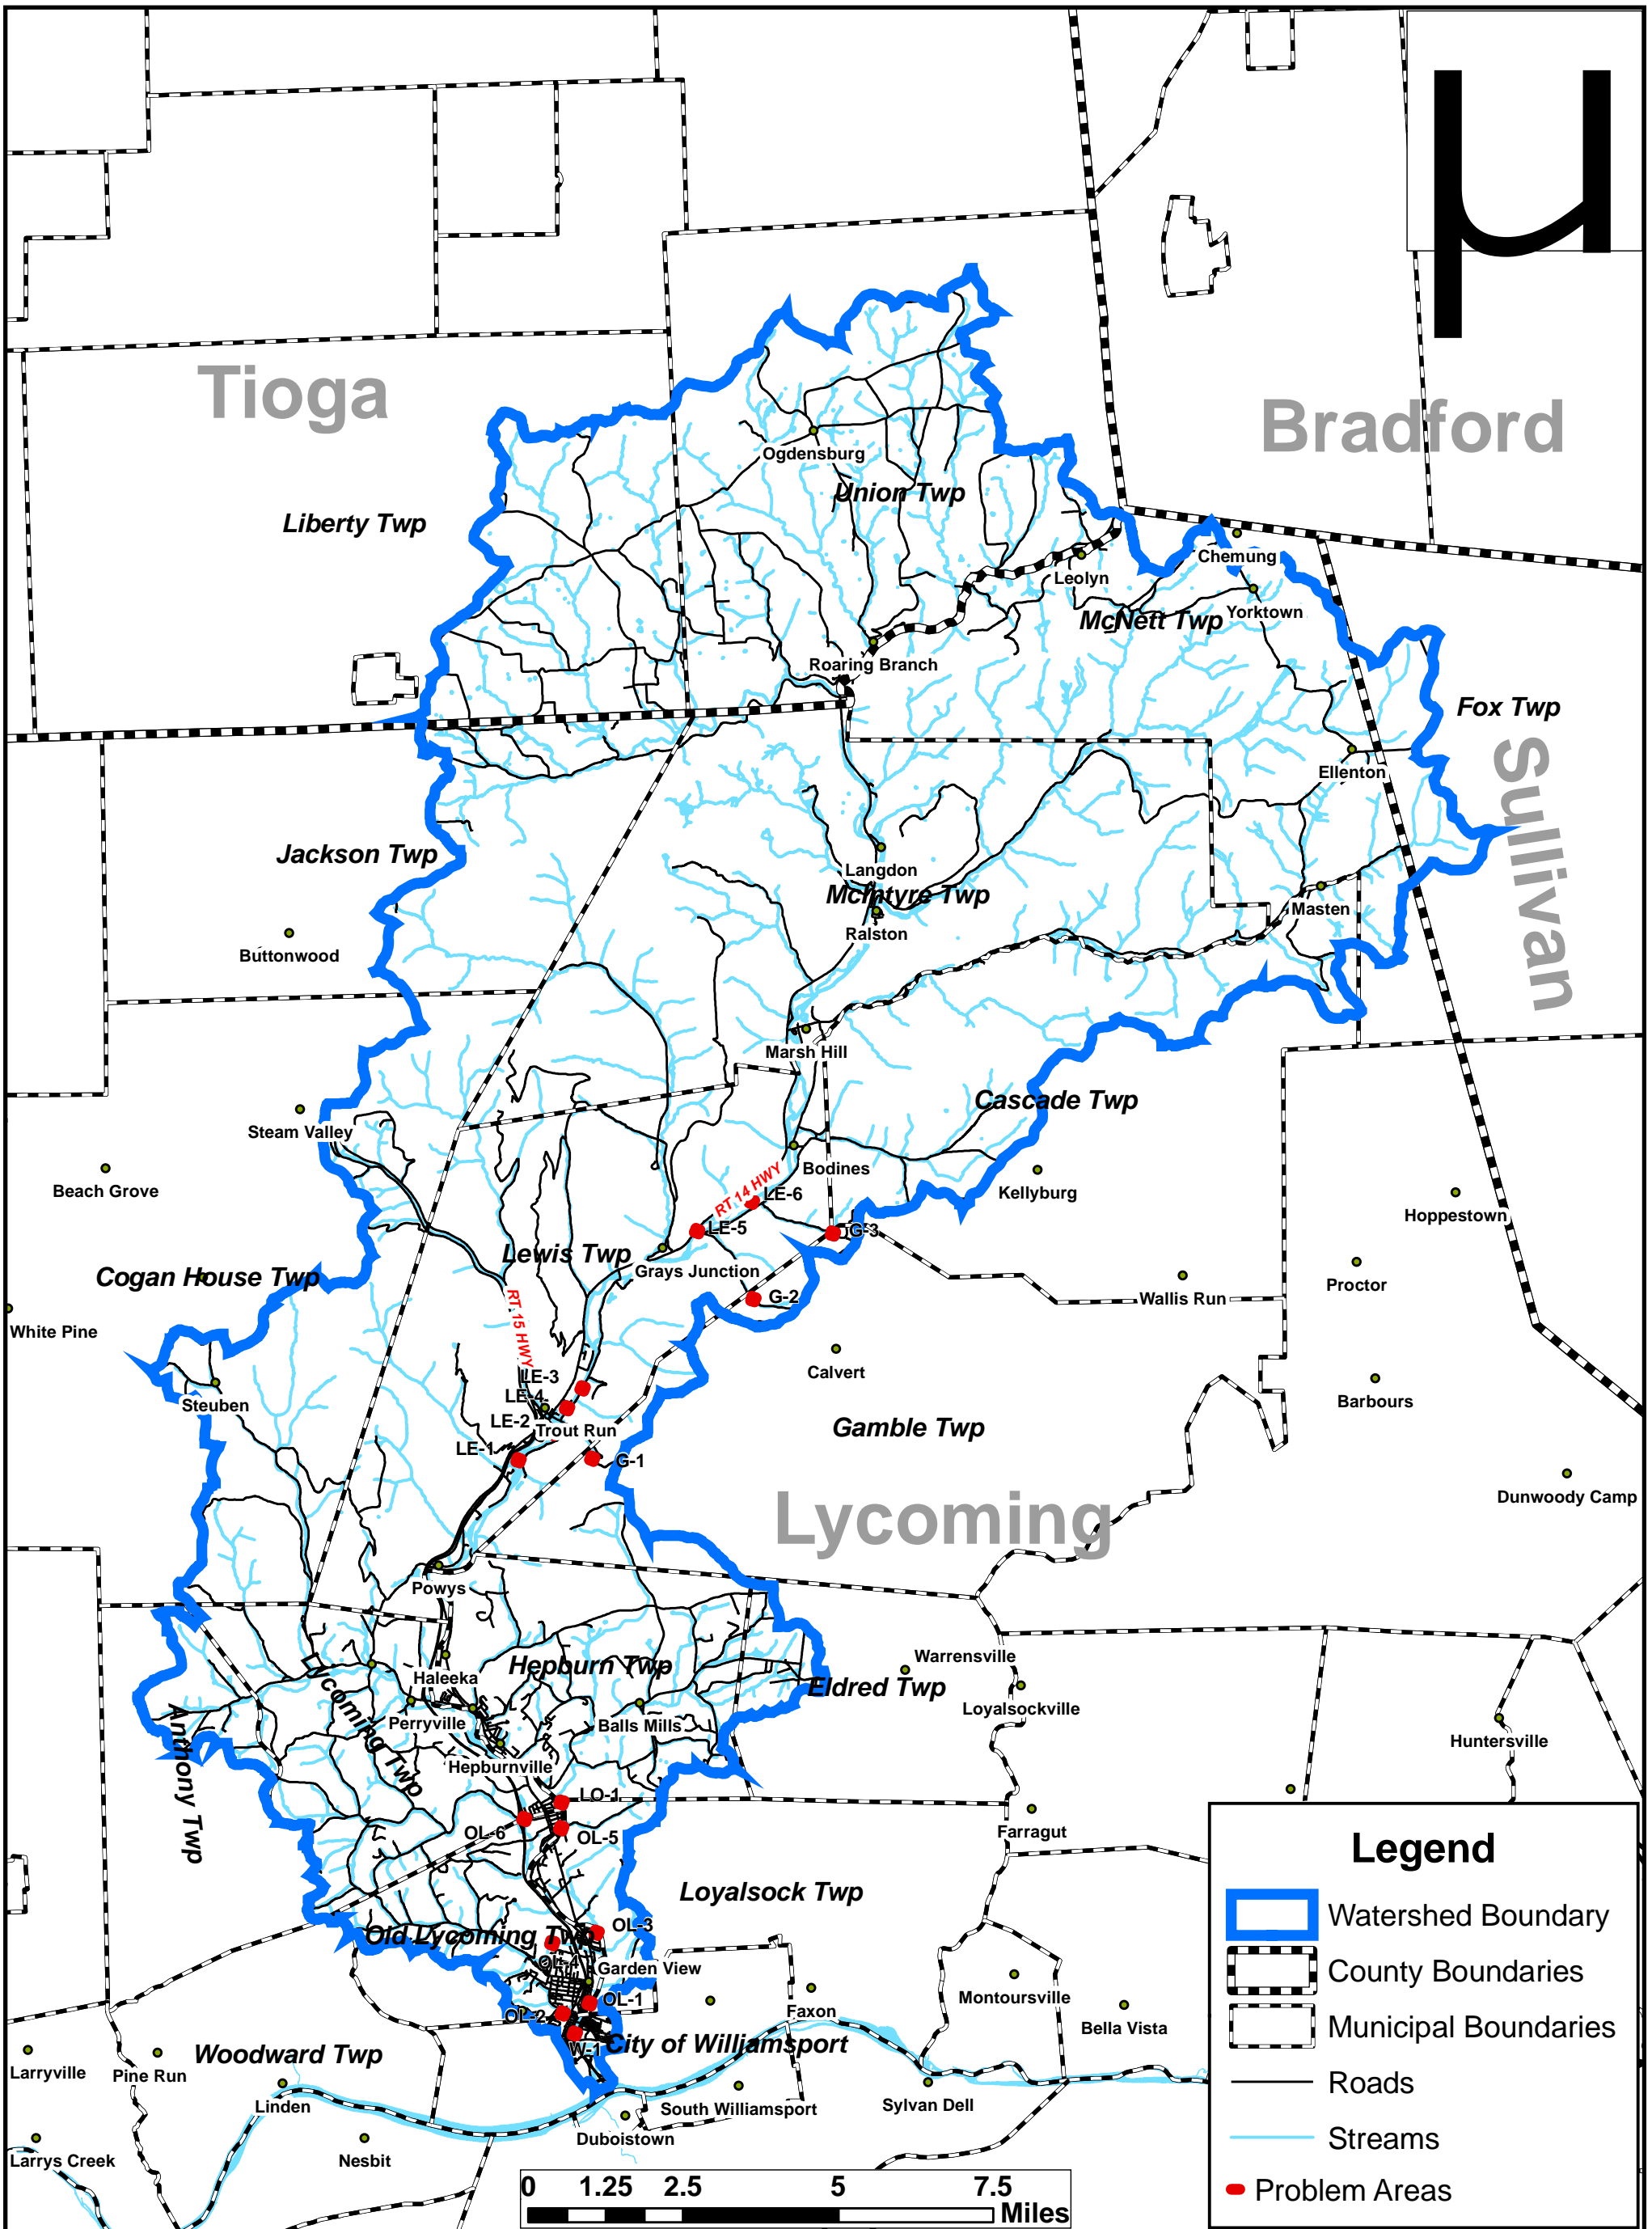 µ
Tioga
Bradford
Ogdensburg
Union Twp
Liberty Twp
Chemung
Leolyn
Yorktown
McNett Twp
Roaring Branch
Fox Twp
Sullivan
Ellenton
Jackson Twp
Langdon
McIntyre Twp
Masten
Ralston
Buttonwood
Marsh Hill
Cascade Twp
Steam Valley
Bodines
Beach Grove
Kellyburg
RT 14 HWY
LE-6
Hoppestown
LE-5
G-3
Lewis Twp
Grays Junction
Cogan House Twp
Proctor
G-2
Wallis Run
RT 15 HWY
White Pine
Calvert
LE-3
LE-4
Barbours
Steuben
LE-2
Trout Run
Gamble Twp
LE-1
G-1
Dunwoody Camp
Lycoming
Powys
Warrensville
Hepburn Twp
Haleeka
Eldred Twp
Lycoming Twp
Loyalsockville
Anthony Twp
Perryville
Balls Mills
Huntersville
Hepburnville
LO-1
OL-6
OL-5
Farragut
Loyalsock Twp
OL-3
Old Lycoming Twp
OL-4
Garden View
Montoursville
OL-1
OL-2
Faxon
Bella Vista
W-1
City of Williamsport
Woodward Twp
Larryville
Pine Run
Linden
South Williamsport
Sylvan Dell
Duboistown
Larrys Creek
Nesbit
0 1.25 2.5 5 7.5
Miles
Legend
Watershed Boundary
County Boundaries
Municipal Boundaries
Roads
Streams
Problem Areas